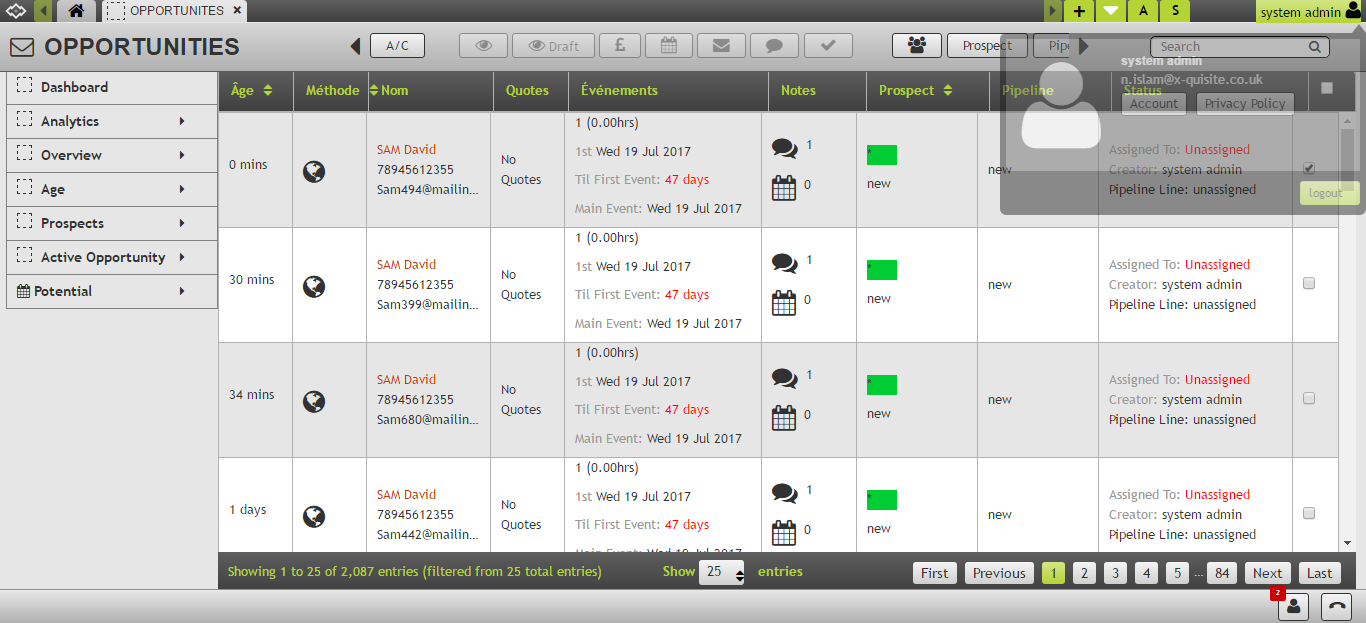 OPPORTUNITES ×
+ A S system admin
OPPORTUNITIES A/C Draft £ Prospect Pip Search
system admin
n.islam@x-quisite.co.uk
Account Privacy Policy
logout
Dashboard
Analytics
Overview
Age
Prospects
Active Opportunity
Potential
Âge Méthode Nom Quotes Événements Notes Prospect Pipeline Status
0 mins
SAM David
78945612355
Sam494@mailin...
No
Quotes
1 (0.00hrs)
1st Wed 19 Jul 2017
Til First Event: 47 days
Main Event: Wed 19 Jul 2017
1
0
*
new
new
Assigned To: Unassigned
Creator: system admin
Pipeline Line: unassigned
30 mins
SAM David
78945612355
Sam399@mailin...
No
Quotes
1 (0.00hrs)
1st Wed 19 Jul 2017
Til First Event: 47 days
Main Event: Wed 19 Jul 2017
1
0
*
new
new
Assigned To: Unassigned
Creator: system admin
Pipeline Line: unassigned
34 mins
SAM David
78945612355
Sam680@mailin...
No
Quotes
1 (0.00hrs)
1st Wed 19 Jul 2017
Til First Event: 47 days
Main Event: Wed 19 Jul 2017
1
0
*
new
new
Assigned To: Unassigned
Creator: system admin
Pipeline Line: unassigned
1 days
SAM David
78945612355
Sam442@mailin...
No
Quotes
1 (0.00hrs)
1st Wed 19 Jul 2017
Til First Event: 47 days
Main Event: Wed 19 Jul 2017
1
0
*
new
new
Assigned To: Unassigned
Creator: system admin
Pipeline Line: unassigned
Showing 1 to 25 of 2,087 entries (filtered from 25 total entries) Show 25 entries First Previous 1 2 3 4 5 ... 84 Next Last
2